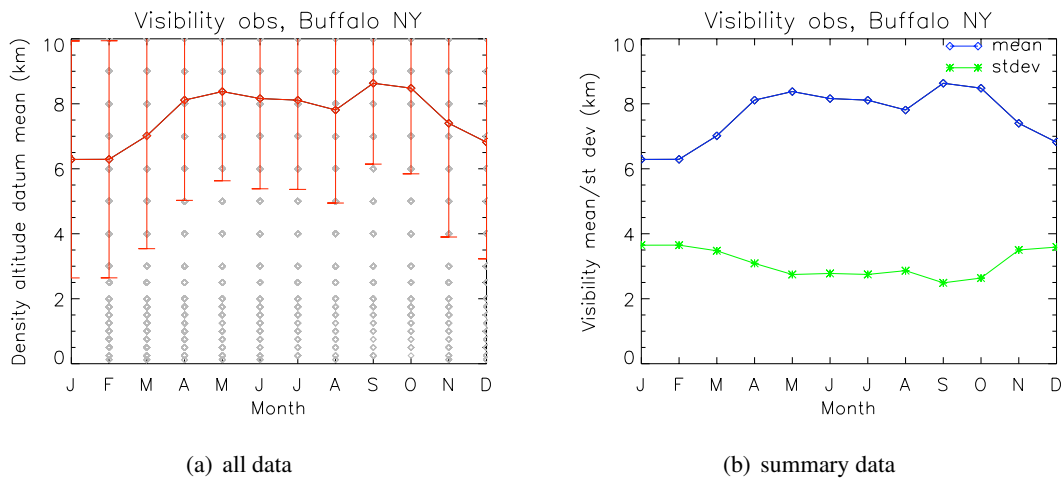 Visibility obs, Buffalo NY
Density altitude datum mean (km)
10
8
6
4
2
0
J F M A M J J A S O N D
Month
(a) all data
Visibility obs, Buffalo NY
Visibility mean/st dev (km)
10
8
6
4
2
0
mean
stdev
J F M A M J J A S O N D
Month
(b) summary data